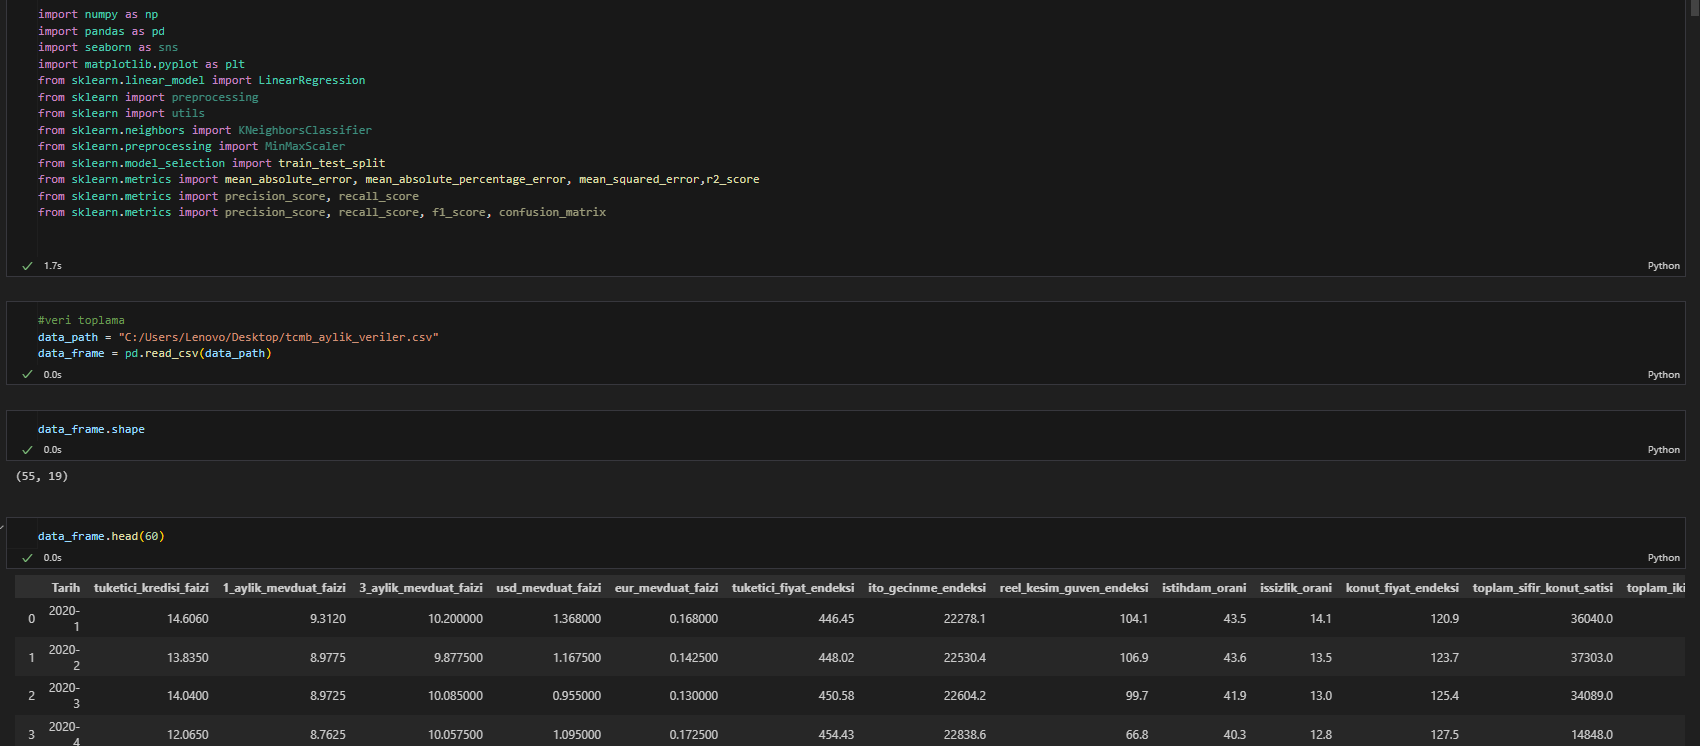 import numpy as np
import pandas as pd
import seaborn as sns
import matplotlib.pyplot as plt
from sklearn.linear_model import LinearRegression
from sklearn import preprocessing
from sklearn import utils
from sklearn.neighbors import KNeighborsClassifier
from sklearn.preprocessing import MinMaxScaler
from sklearn.model_selection import train_test_split
from sklearn.metrics import mean_absolute_error, mean_absolute_percentage_error, mean_squared_error,r2_score
from sklearn.metrics import precision_score, recall_score
from sklearn.metrics import precision_score, recall_score, f1_score, confusion_matrix
1.7s Python
#veri toplama
data_path = "C:/Users/Lenovo/Desktop/tcmb_aylik_veriler.csv"
data_frame = pd.read_csv(data_path)
0.0s Python
data_frame.shape
0.0s Python
(55, 19)
data_frame.head(60)
0.0s Python
Tarih tuketici_kredisi_faizi 1_aylik_mevduat_faizi 3_aylik_mevduat_faizi usd_mevduat_faizi eur_mevduat_faizi tuketici_fiyat_endeksi ito_gecinme_endeksi reel_kesim_guven_endeksi istihdam_orani issizlik_orani konut_fiyat_endeksi toplam_sifir_konut_satisi toplam_iki
0 2020-1 14.6060 9.3120 10.200000 1.368000 0.168000 446.45 22278.1 104.1 43.5 14.1 120.9 36040.0
1 2020-2 13.8350 8.9775 9.877500 1.167500 0.142500 448.02 22530.4 106.9 43.6 13.5 123.7 37303.0
2 2020-3 14.0400 8.9725 10.085000 0.955000 0.130000 450.58 22604.2 99.7 41.9 13.0 125.4 34089.0
3 2020-4 12.0650 8.7625 10.057500 1.095000 0.172500 454.43 22838.6 66.8 40.3 12.8 127.5 14848.0